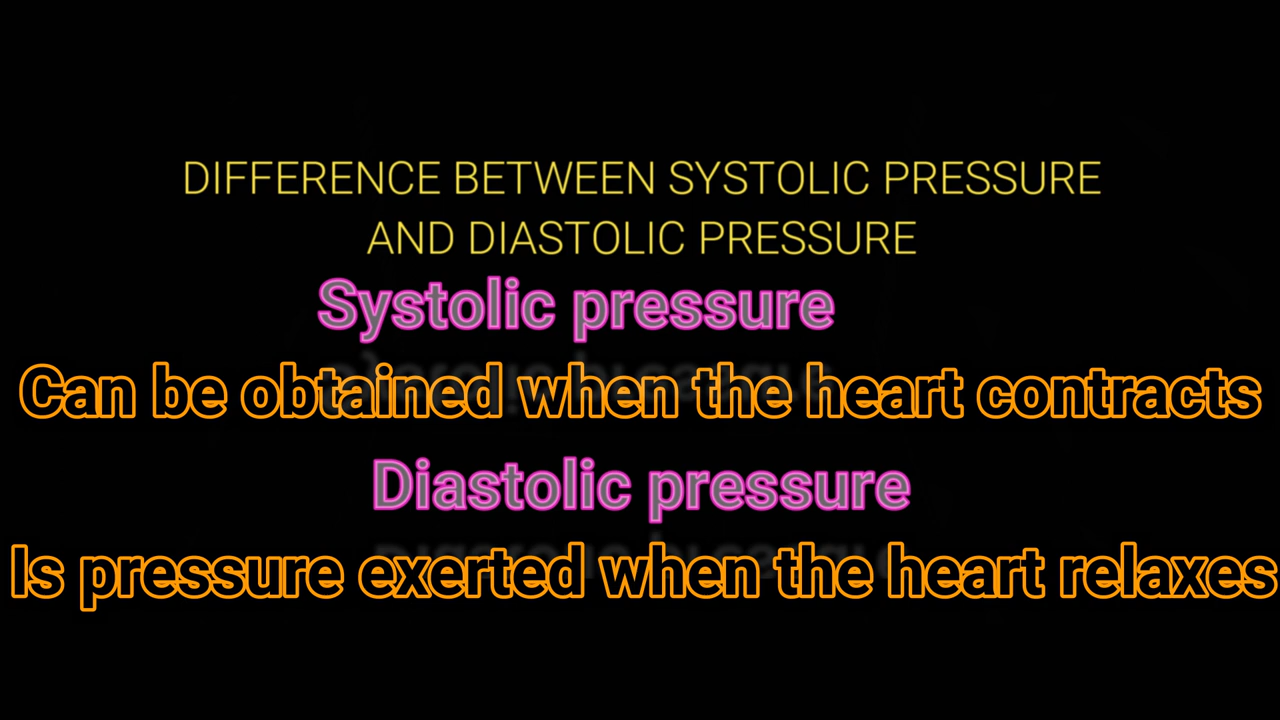 DIFFERENCE BETWEEN SYSTOLIC PRESSURE
AND DIASTOLIC PRESSURE
Systolic pressure
Can be obtained when the heart contracts
Diastolic pressure
Is pressure exerted when the heart relaxes